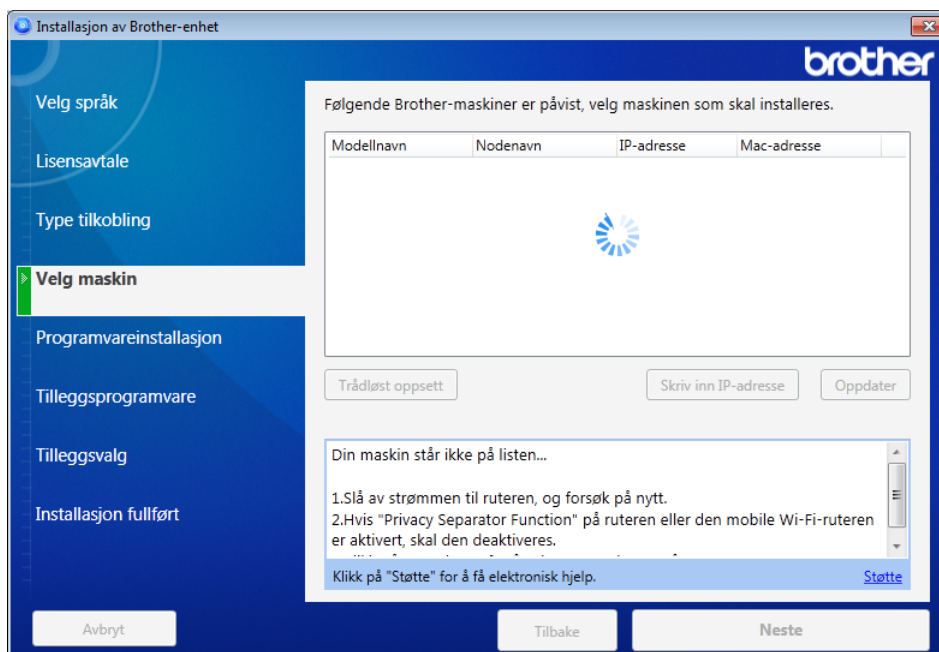 Installasjon av Brother-enhet
brother
Velg språk
Lisensavtale
Type tilkobling
Velg maskin
Programvareinstallasjon
Tilleggsprogramvare
Tilleggsvalg
Installasjon fullført
Følgende Brother-maskiner er påvist, velg maskinen som skal installeres.
Modellnavn Nodenavn IP-adresse Mac-adresse
Trådløst oppsett Skriv inn IP-adresse Oppdater
Din maskin står ikke på listen...
1.Slå av strømmen til ruteren, og forsøk på nytt.
2.Hvis "Privacy Separator Function" på ruteren eller den mobile Wi-Fi-ruteren
er aktivert, skal den deaktiveres.
Klikk på "Støtte" for å få elektronisk hjelp. Støtte
Avbryt Tilbake Neste